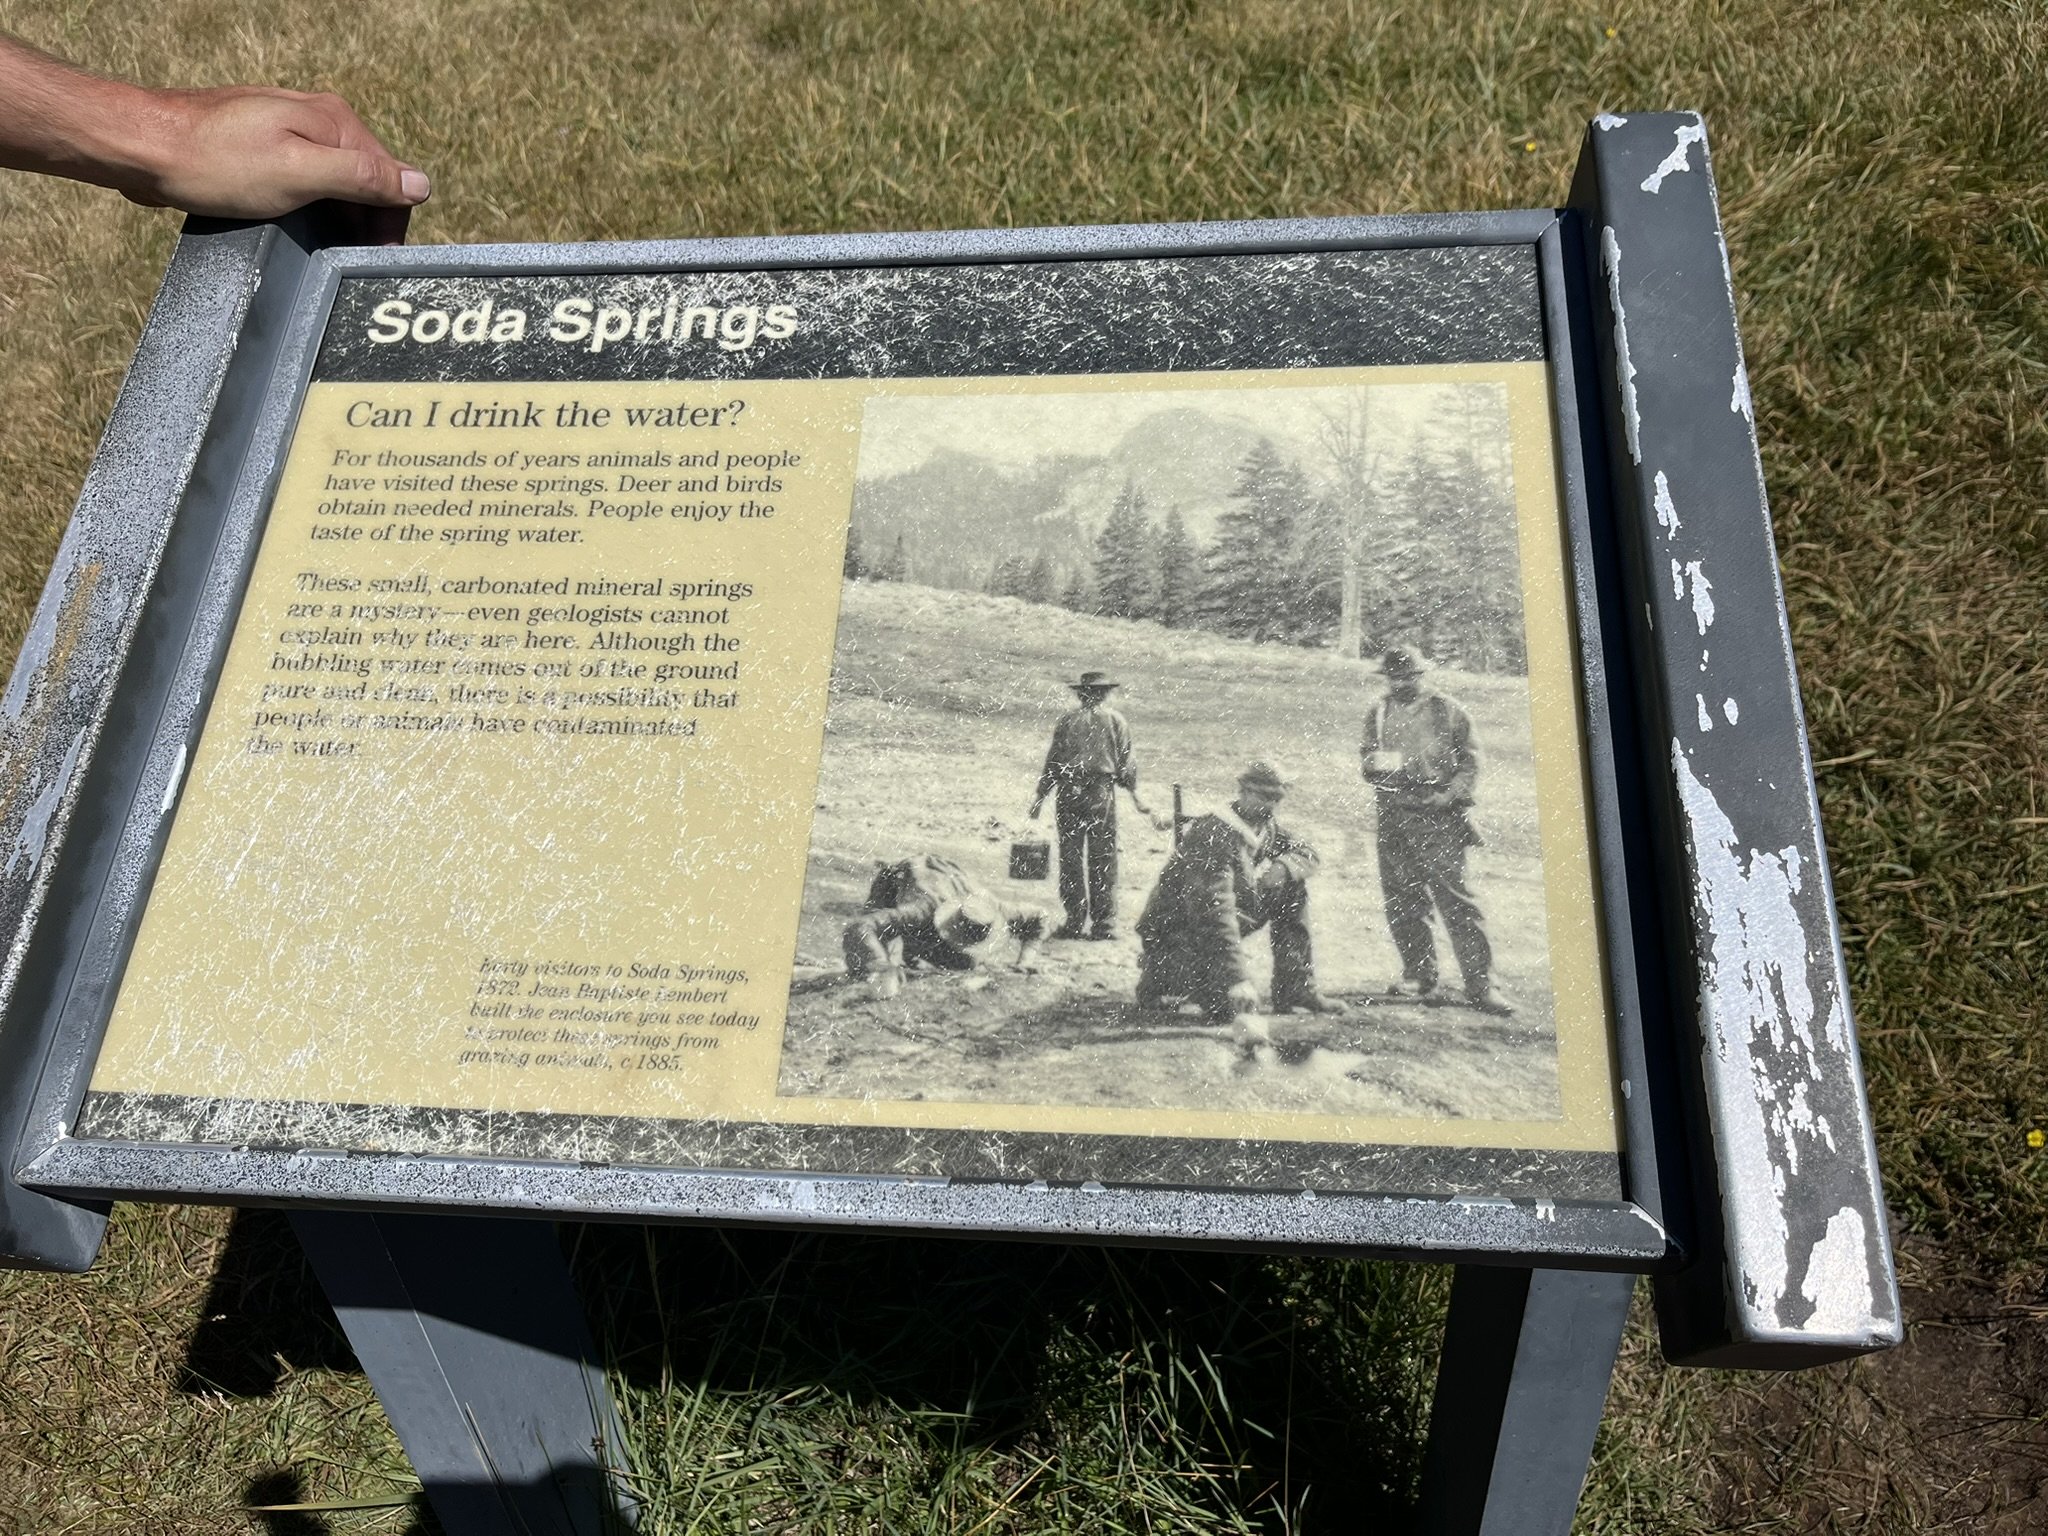 Soda Springs
Can I drink the water?
For thousands of years animals and people
have visited these springs. Deer and birds
obtain needed minerals. People enjoy the
taste of the spring water.
These small, carbonated mineral springs
are a mystery—even geologists cannot
explain why they are here. Although the
bubbling water comes out of the ground
pure and clean, there is a possibility that
people or animals have contaminated
the water.
Early visitors to Soda Springs,
1872. Jean Baptiste Lembert
built the enclosure you see today
to protect these springs from
grazing animals, c.1885.